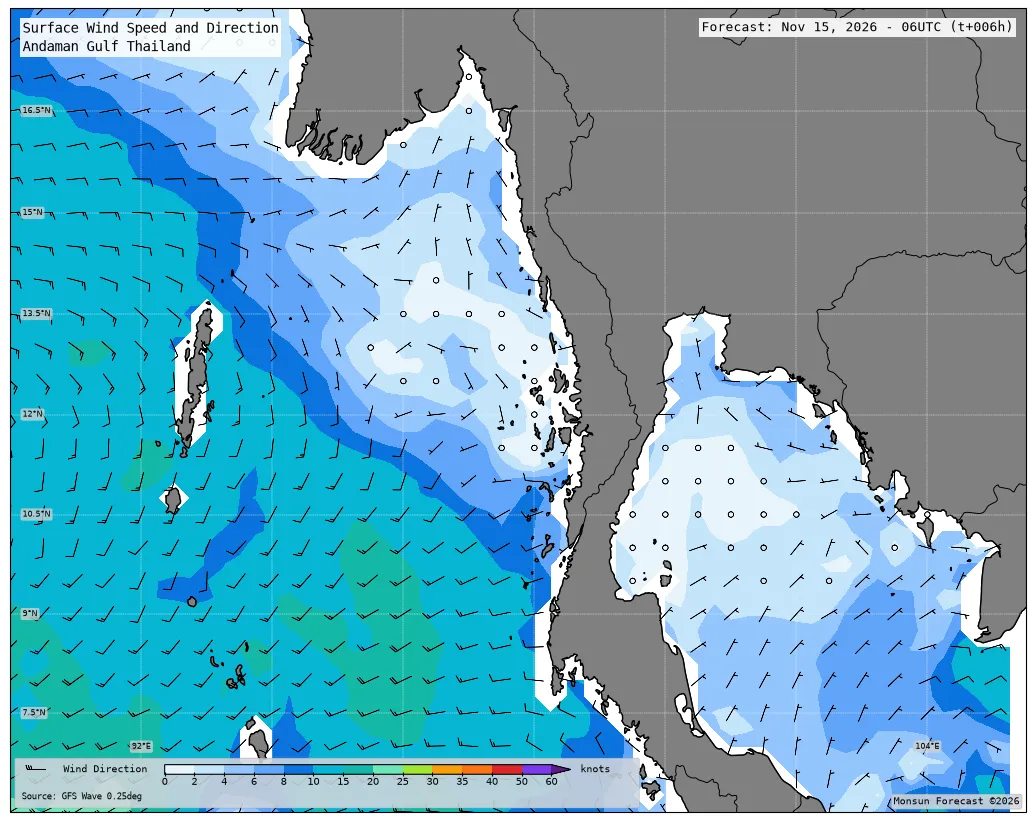 Surface Wind Speed and Direction
Andaman Gulf Thailand
Forecast: Nov 15, 2026 - 06UTC (t+006h)
16.5°N
15°N
13.5°N
12°N
10.5°N
9°N
7.5°N
92°E
104°E
Wind Direction
0 2 4 6 8 10 15 20 25 30 35 40 50 60
knots
Source: GFS Wave 0.25deg
Monsun Forecast ©2026